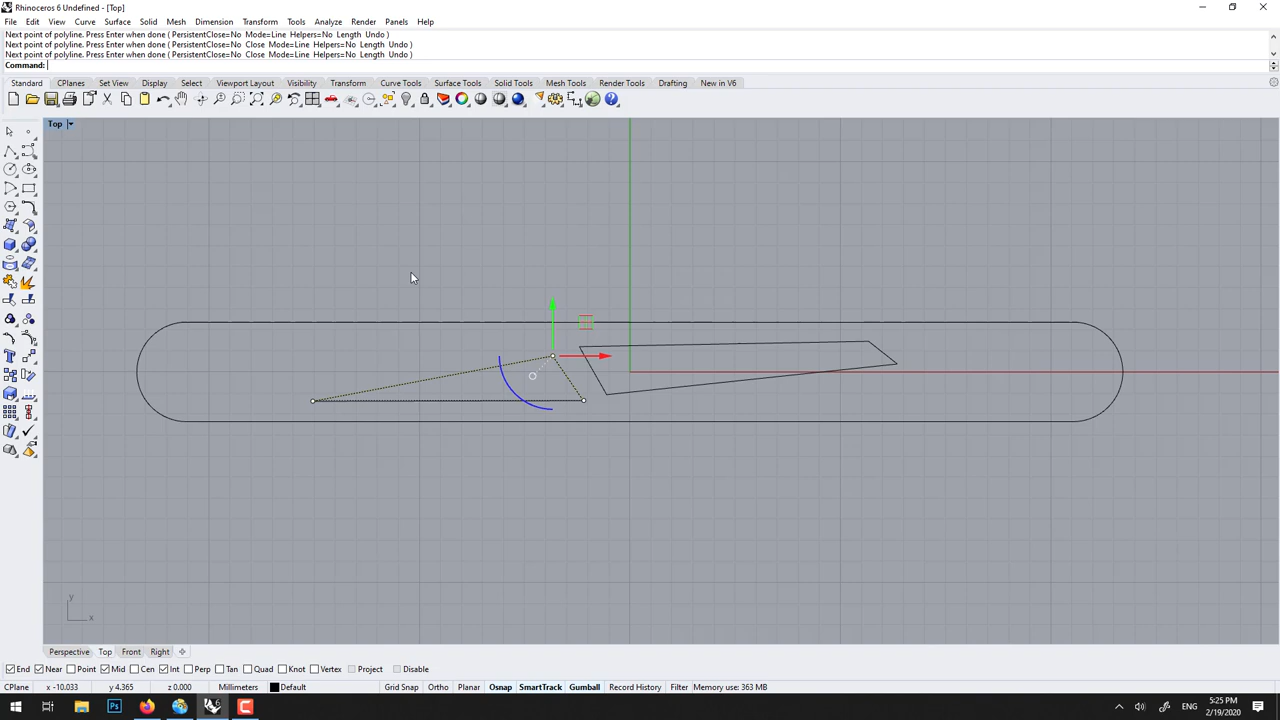 Rhinoceros 6 Undefined - [Top]
File Edit View Curve Surface Solid Mesh Dimension Transform Tools Analyze Render Panels Help
Next point of polyline. Press Enter when done ( PersistentClose=No Mode=Line Helpers=No Length Undo )
Next point of polyline. Press Enter when done ( PersistentClose=No Close Mode=Line Helpers=No Length Undo )
Next point of polyline. Press Enter when done ( PersistentClose=No Close Mode=Line Helpers=No Length Undo )
Command:
Standard CPlanes Set View Display Select Viewport Layout Visibility Transform Curve Tools Surface Tools Solid Tools Mesh Tools Render Tools Drafting New in V6
Top
y
x
Perspective Top Front Right
End Near Point Mid Cen Int Perp Tan Quad Knot Vertex Project Disable
CPlane x -10.033 y 4.365 z 0.000 Millimeters Default Grid Snap Ortho Planar Osnap SmartTrack Gumball Record History Filter Memory use: 363 MB
Ps 6 C ENG 5:25 PM
2/19/2020